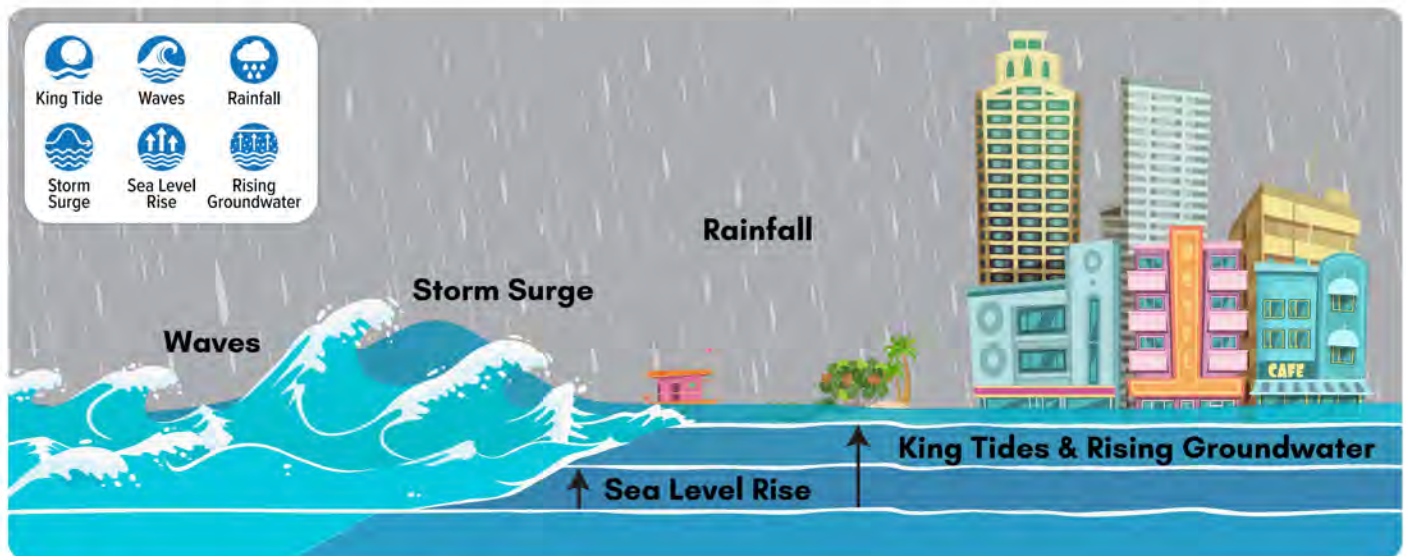 King Tide
Waves
Rainfall
Storm
Surge
Sea Level
Rise
Rising
Groundwater
Rainfall
Storm Surge
Waves
CAFE
King Tides & Rising Groundwater
Sea Level Rise